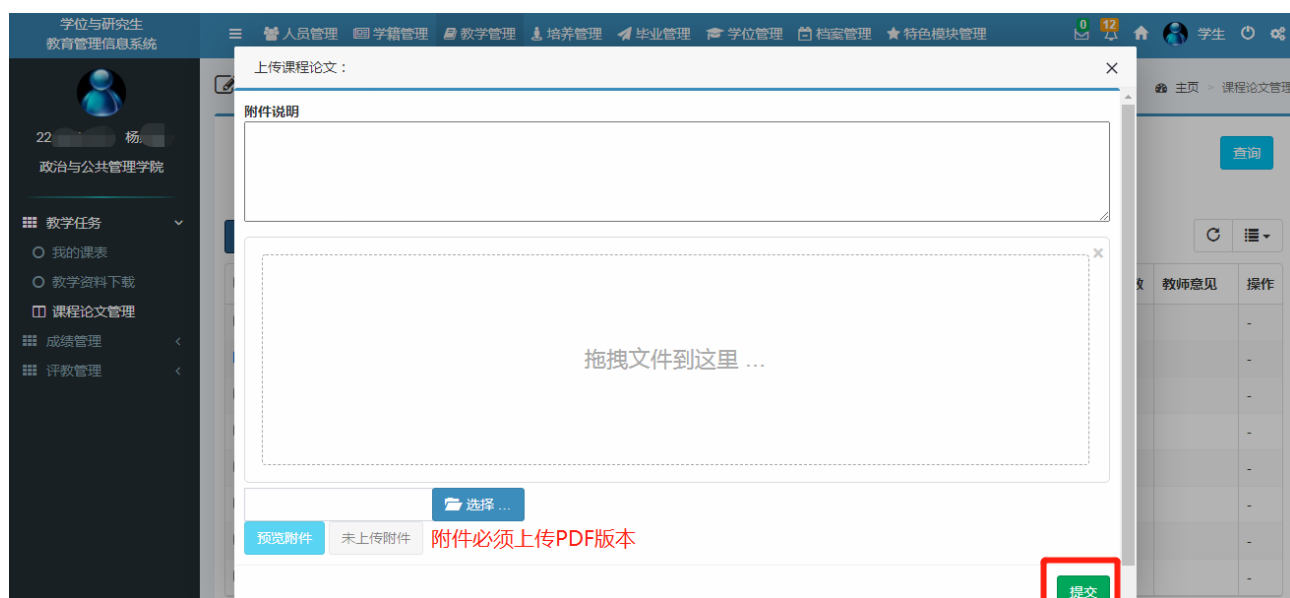 学位与研究生
教育管理信息系统
人员管理 学籍管理 教学管理 培养管理 毕业管理 学位管理 档案管理 特色模块管理 0 12 学生
上传课程论文：
主页 > 课程论文管理
附件说明
22 杨
政治与公共管理学院
查询
教学任务
我的课表
教学资料下载
课程论文管理
成绩管理
评教管理
拖拽文件到这里 ...
教师意见 操作
-
-
-
-
-
-
-
-
选择 ...
预览附件 未上传附件 附件必须上传PDF版本
提交